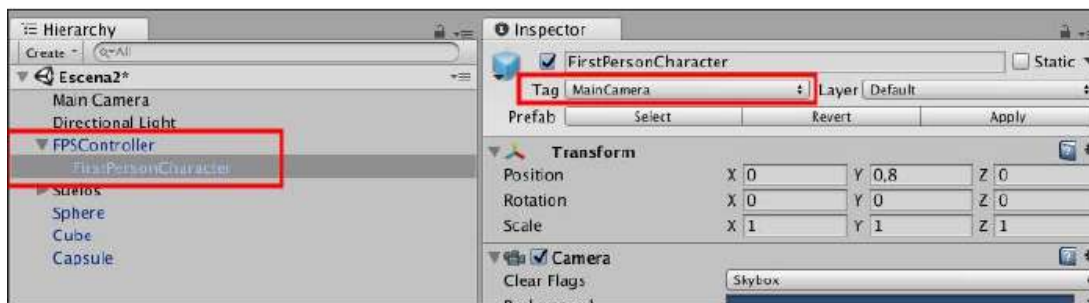 Hierarchy
Create
All
Escena2*
Main Camera
Directional Light
FPSController
FirstPersonCharacter
Suelos
Sphere
Cube
Capsule
Inspector
FirstPersonCharacter Static
Tag MainCamera Layer Default
Prefab Select Revert Apply
Transform
Position X 0 Y 0,8 Z 0
Rotation X 0 Y 0 Z 0
Scale X 1 Y 1 Z 1
Camera
Clear Flags Skybox